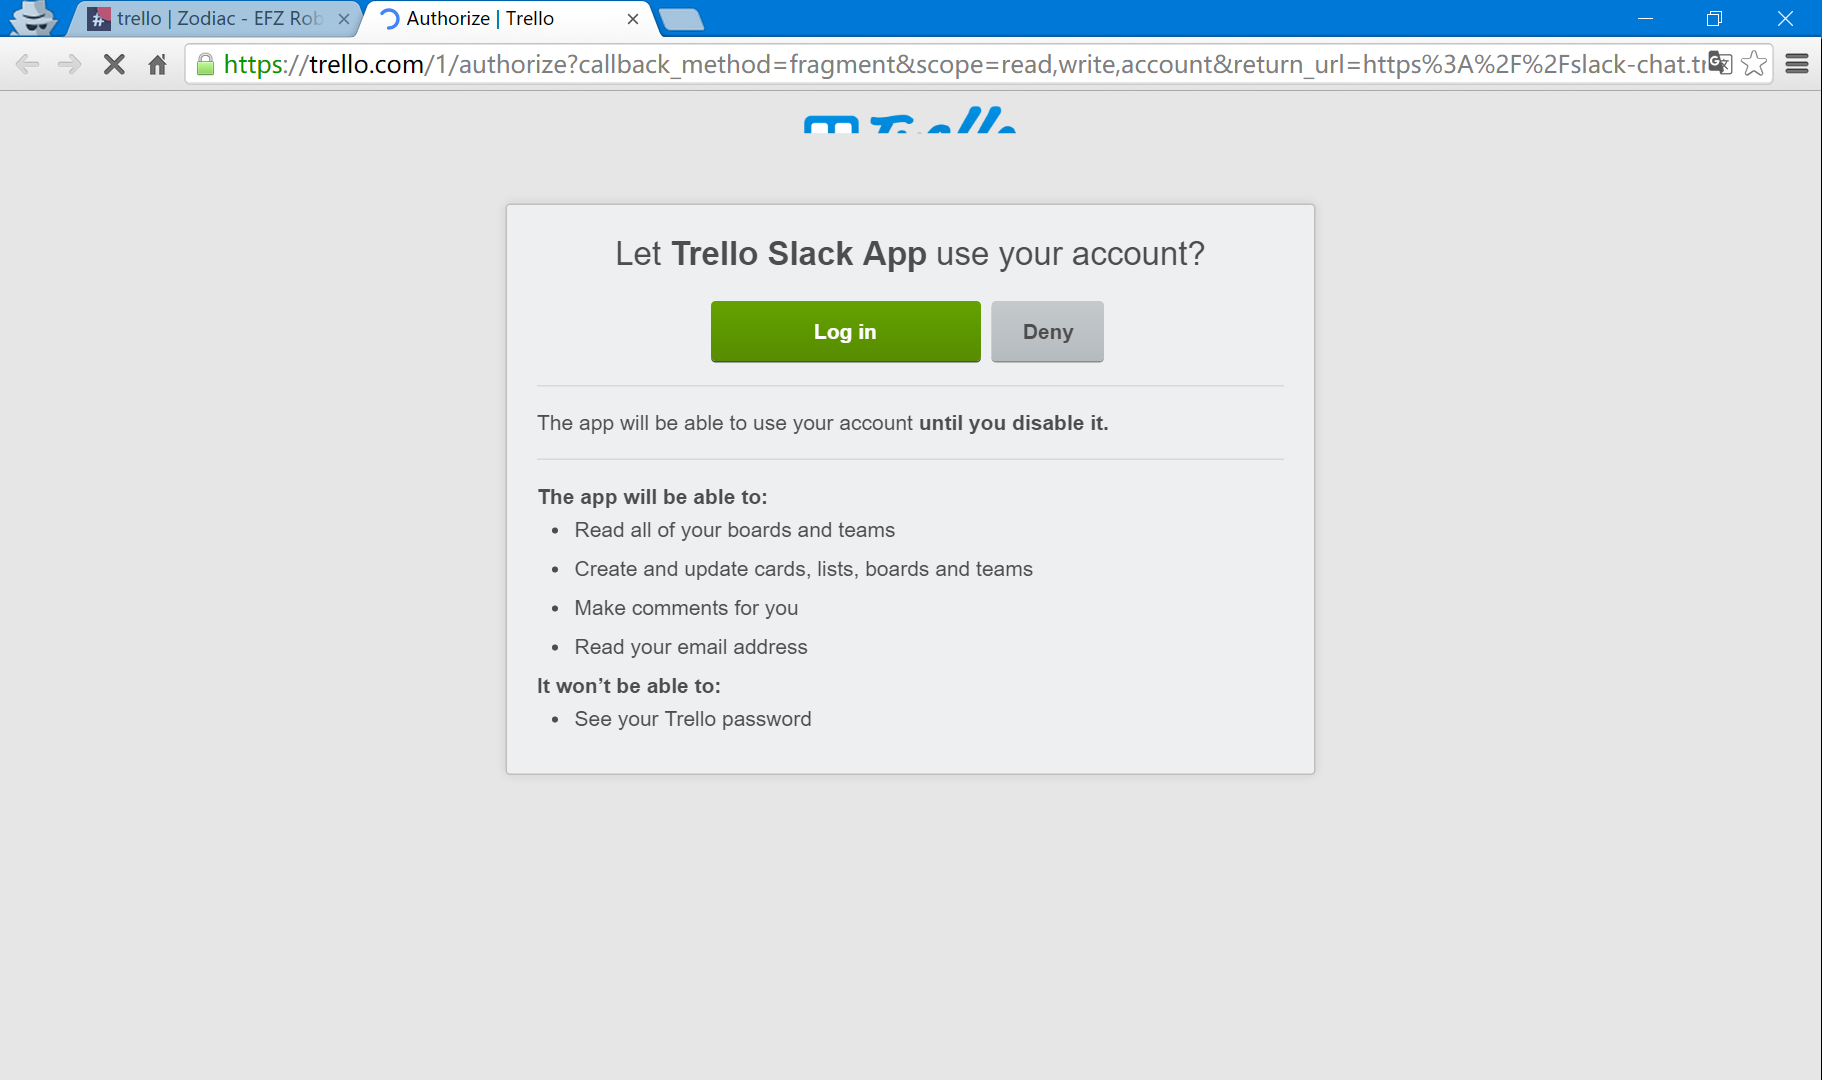 trello | Zodiac - EFZ Rob
Authorize | Trello
https://trello.com/1/authorize?callback_method=fragment&scope=read,write,account&return_url=https%3A%2F%2Fslack-chat.tr
Trello
Let Trello Slack App use your account?
Log in
Deny
The app will be able to use your account until you disable it.
The app will be able to:
• Read all of your boards and teams
• Create and update cards, lists, boards and teams
• Make comments for you
• Read your email address
It won’t be able to:
• See your Trello password